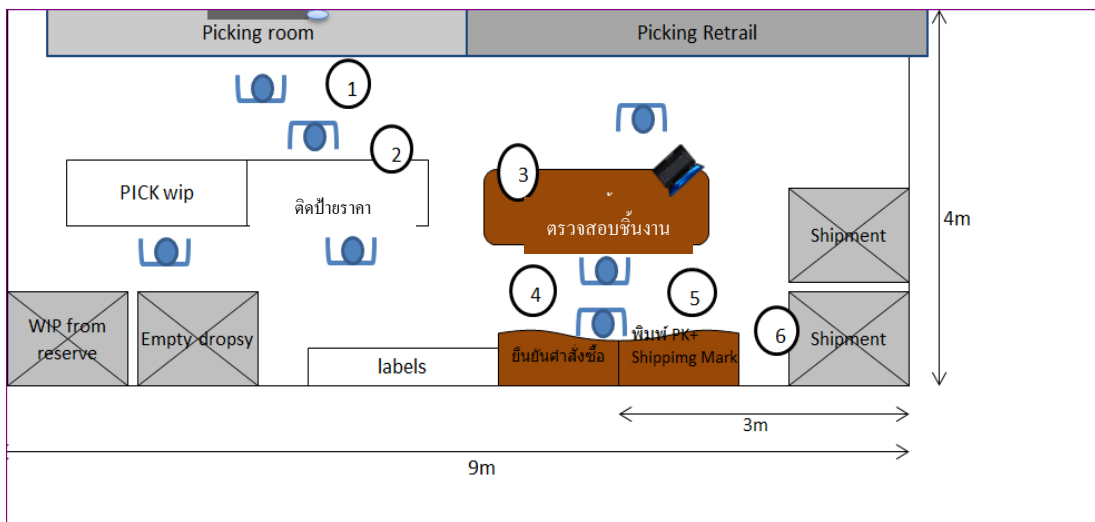 Picking room
Picking Retrail
1
2
3
PICK wip
ติดป้ายราคา
ตรวจสอบชิ้นงาน
Shipment
4m
4
5
WIP from
reserve
Empty dropsy
labels
ยืนยันคำสั่งซื้อ
พิมพ์ PK+
Shippimg Mark
6
Shipment
3m
9m